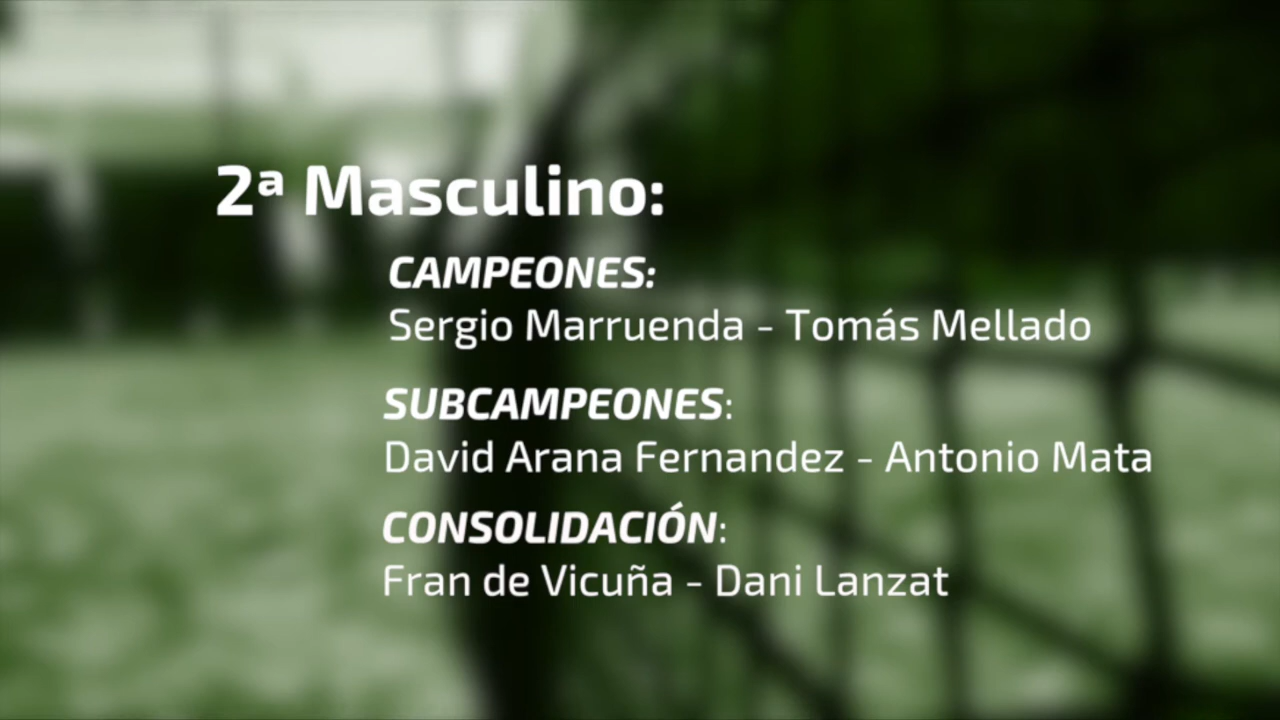 2ª Masculino:
CAMPEONES:
Sergio Marruenda - Tomás Mellado
SUBCAMPEONES:
David Arana Fernandez - Antonio Mata
CONSOLIDACIÓN:
Fran de Vicuña - Dani Lanzat